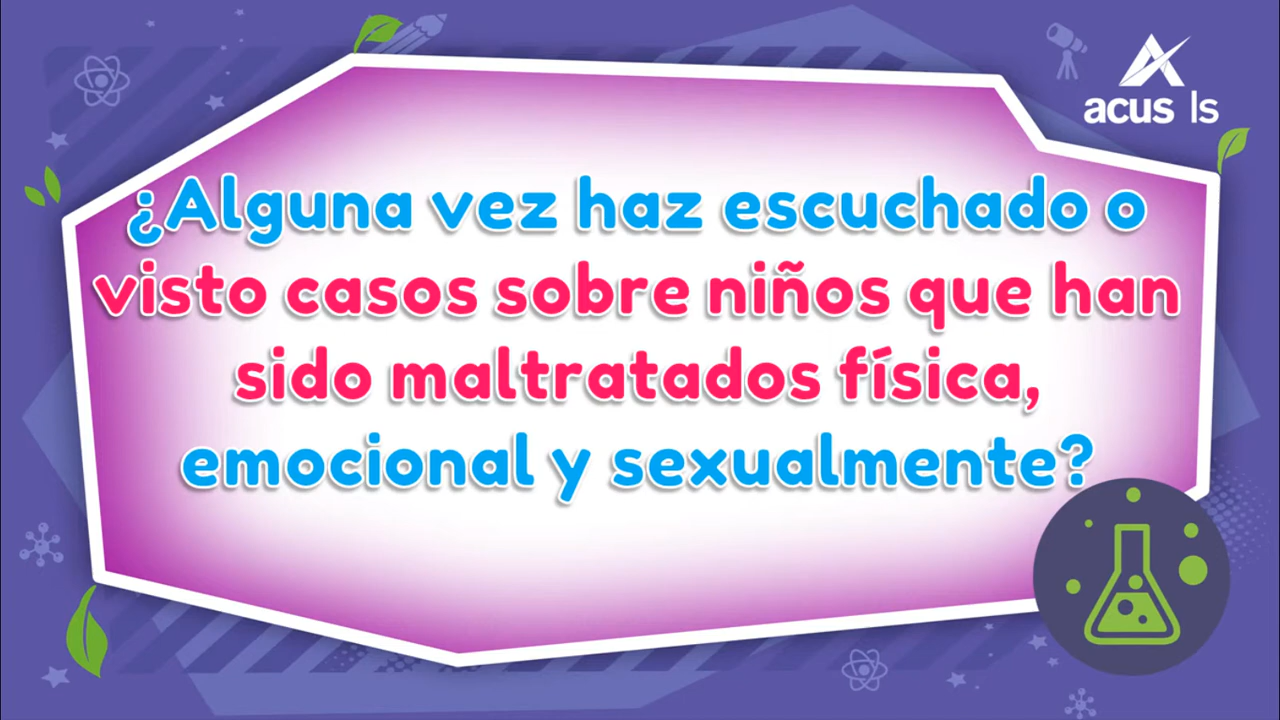 acus ls
¿Alguna vez haz escuchado o
visto casos sobre niños que han
sido maltratados física,
emocional y sexualmente?